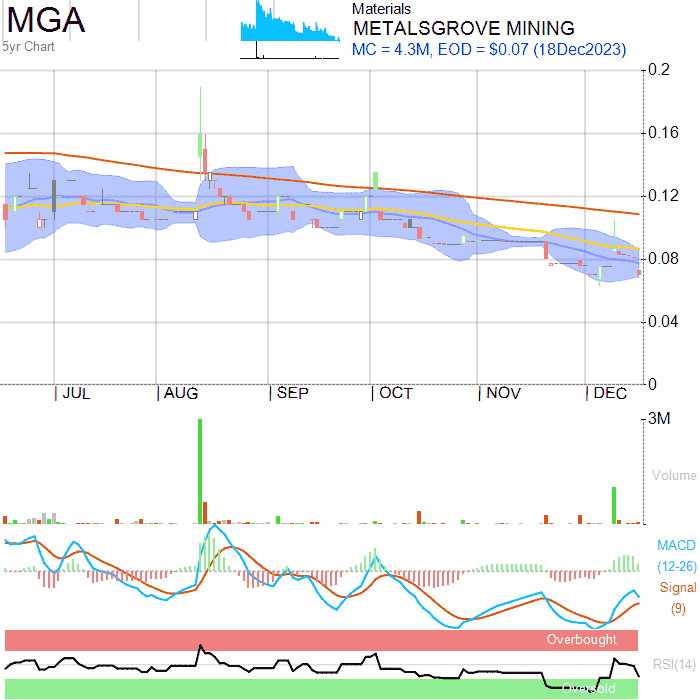 MGA
5yr Chart
Materials
METALSGROVE MINING
MC = 4.3M, EOD = $0.07 (18Dec2023)
0.2
0.16
0.12
0.08
0.04
0
JUL AUG SEP OCT NOV DEC
3M
Volume
MACD
(12-26)
Signal
(9)
Overbought
RSI(14)
Oversold